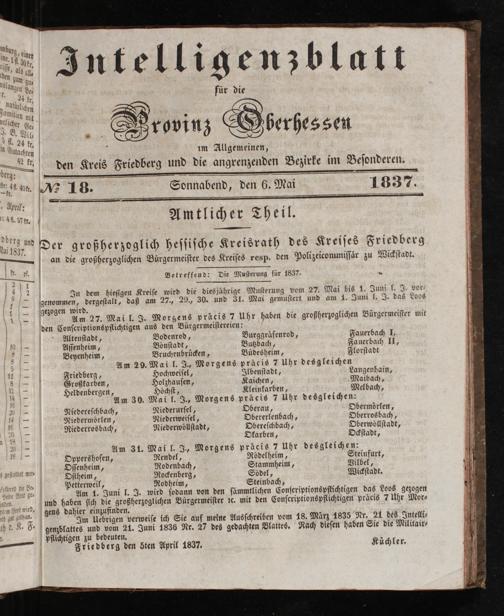 Intelligenzblatt
für die
Provinz Oberhessen
im Allgemeinen,
den Kreis Friedberg und die angrenzenden Bezirke im Besonderen.
№ 18. Sonnabend, den 6. Mai 1837.
Amtlicher Theil.
Der großherzoglich hessische Kreisrath des Kreises Friedberg
an die großherzoglichen Bürgermeister des Kreises resp. den Polizeicommissär zu Wickstadt.
Betreffend: Die Musterung für 1837.
In dem hiesigen Kreise wird die diesjährige Musterung vom 27. Mai bis 1. Juni l. J. vor-
genommen, dergestalt, daß am 27., 29., 30. und 31. Mai gemustert und am 1. Juni l. J. das Loos
gezogen wird.
Am 27. Mai l. J. Morgens präcis 7 Uhr haben die großherzoglichen Bürgermeister mit
den Conscriptionspflichtigen aus den Bürgermeistereien:
Altenstadt, Bodenrod, Burggräfenrod, Fauerbach I,
Assenheim, Bönstadt, Butzbach, Fauerbach II,
Beyenheim, Bruchenbrücken, Büdesheim, Florstadt
Am 29. Mai l. J., Morgens präcis 7 Uhr desgleichen
Friedberg, Hochweisel, Ilbenstadt, Langenhain,
Großkarben, Holzhausen, Kaichen, Maibach,
Heldenbergen, Höchst, Kleinkarben, Melbach,
Am 30. Mai l. J., Morgens präcis 7 Uhr desgleichen:
Niedereschbach, Niederursel, Oberau, Obermörlen,
Niedermörlen, Niederweisel, Obererlenbach, Oberrosbach,
Niederrosbach, Niederwöllstadt, Obereschbach, Oberwöllstadt,
Okarben, Ockstadt,
Am 31. Mai l. J., Morgens präcis 7 Uhr desgleichen:
Oppershofen, Rendel, Rödelheim, Steinfurt,
Ossenheim, Rodenbach, Stammheim, Vilbel,
Ostheim, Rockenberg, Södel, Wickstadt.
Petterweil, Rodheim, Steinbach,
Am 1. Juni l. J. wird sodann von den sämmtlichen Conscriptionspflichtigen das Loos gezogen
und haben sich die großherzoglichen Bürgermeister ꝛc. mit den Conscriptionspflichtigen präcis 7 Uhr Mor-
gens dahier einzufinden.
Im Uebrigen verweise ich Sie auf meine Ausschreiben vom 18. März 1835 Nr. 21 des Intelli-
genzblattes und vom 21. Juni 1836 Nr. 27 des gedachten Blattes. Nach diesen haben Sie die Militair-
pflichtigen zu bedeuten.
Friedberg den 5ten April 1837. Küchler.